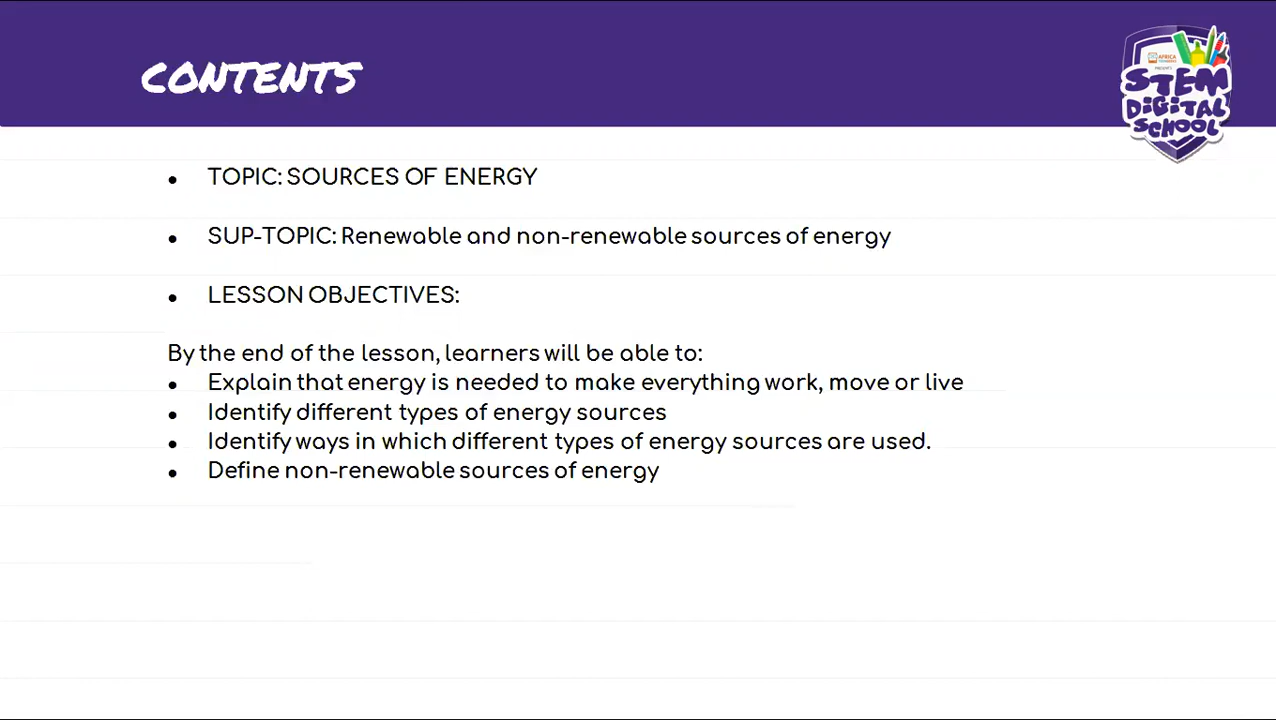 CONTENTS
AFRICA
STEM
DIGITAL
SCHOOL
• TOPIC: SOURCES OF ENERGY
• SUP-TOPIC: Renewable and non-renewable sources of energy
• LESSON OBJECTIVES:
By the end of the lesson, learners will be able to:
• Explain that energy is needed to make everything work, move or live
• Identify different types of energy sources
• Identify ways in which different types of energy sources are used.
• Define non-renewable sources of energy